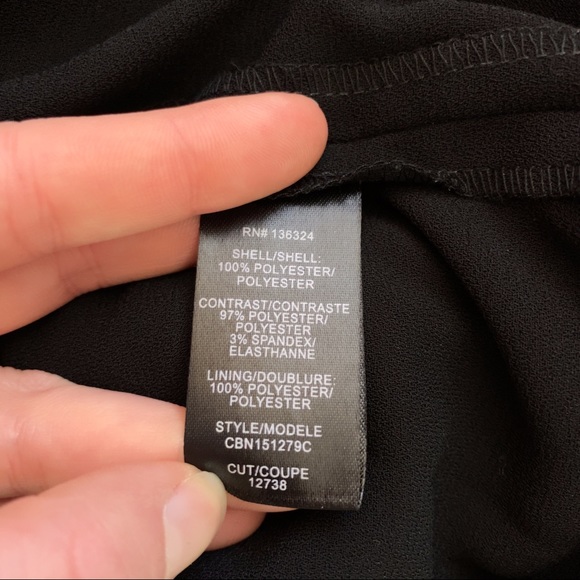 RN# 136324
SHELL/SHELL:
100% POLYESTER/
POLYESTER
CONTRAST/CONTRASTE
97% POLYESTER/
POLYESTER
3% SPANDEX/
ELASTHANNE
LINING/DOUBLURE:
100% POLYESTER/
POLYESTER
STYLE/MODELE
CBN151279C
CUT/COUPE
12738